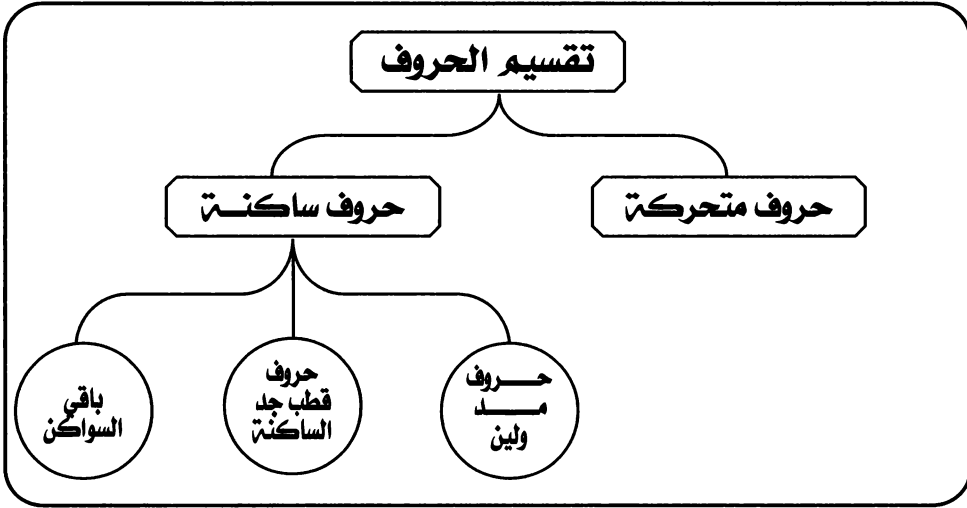 تقسيم الحروف
حروف متحركة
حروف ساكنة
حروف
مد
ولين
حروف
قطب جد
الساكنة
باقي
السواكن